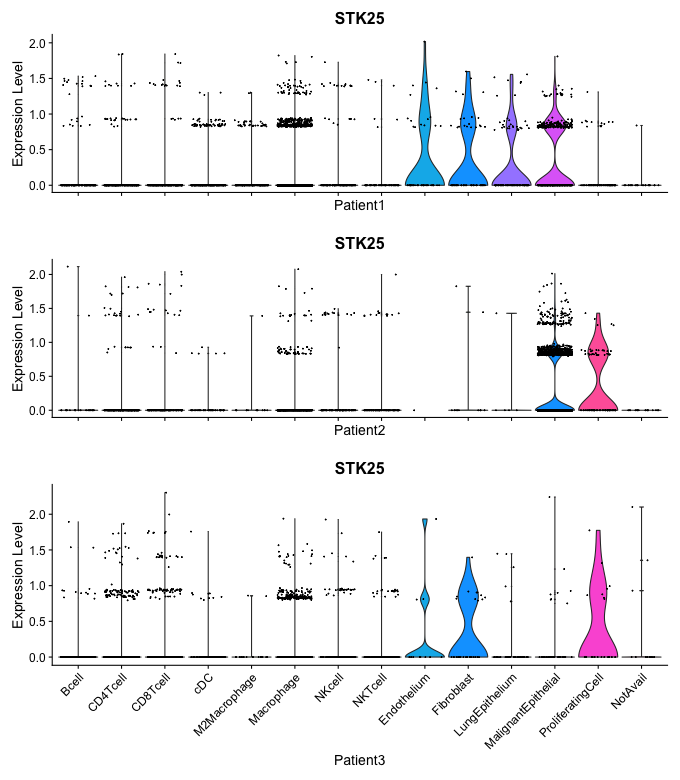 STK25
Expression Level
2.0
1.5
1.0
0.5
0.0
Patient1
STK25
Expression Level
2.0
1.5
1.0
0.5
0.0
Patient2
STK25
Expression Level
2.0
1.5
1.0
0.5
0.0
Bcell
CD4Tcell
CD8Tcell
cDC
M2Macrophage
Macrophage
NKcell
NKTcell
Endothelium
Fibroblast
LungEpithelium
MalignantEpithelial
ProliferatingCell
NotAvail
Patient3